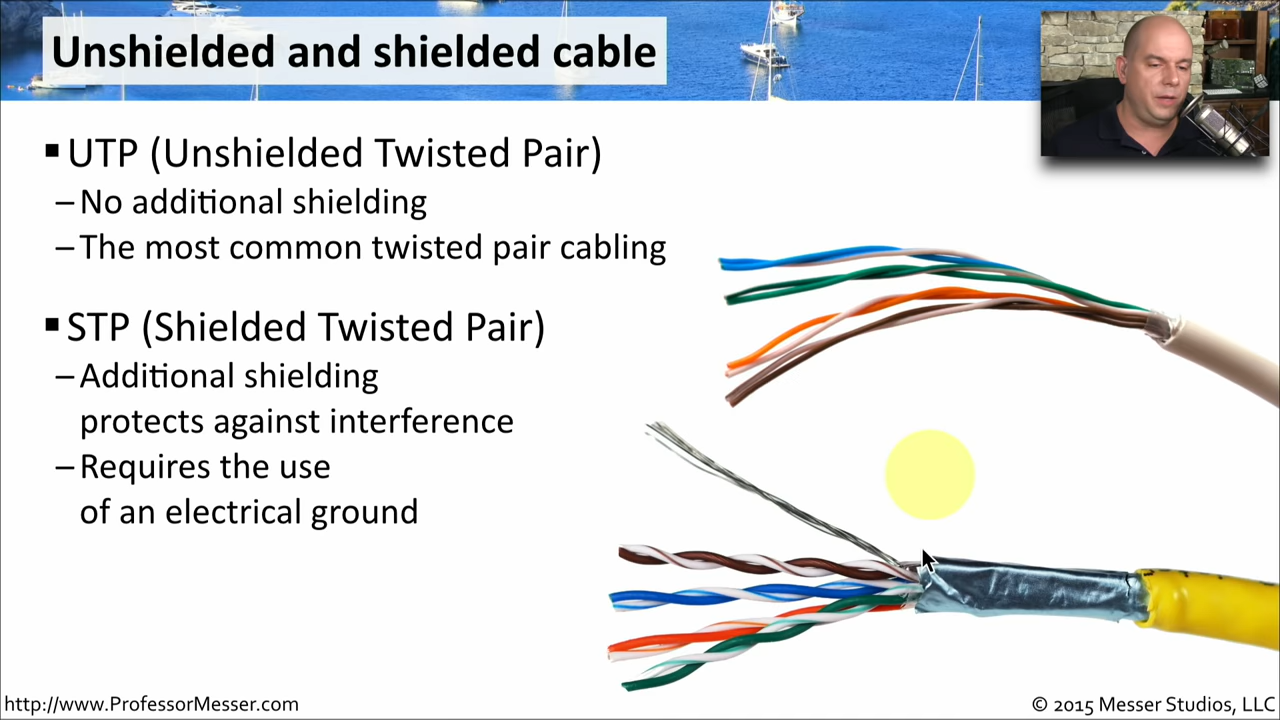 Unshielded and shielded cable
▪ UTP (Unshielded Twisted Pair)
– No additional shielding
– The most common twisted pair cabling
▪ STP (Shielded Twisted Pair)
– Additional shielding
protects against interference
– Requires the use
of an electrical ground
http://www.ProfessorMesser.com
© 2015 Messer Studios, LLC